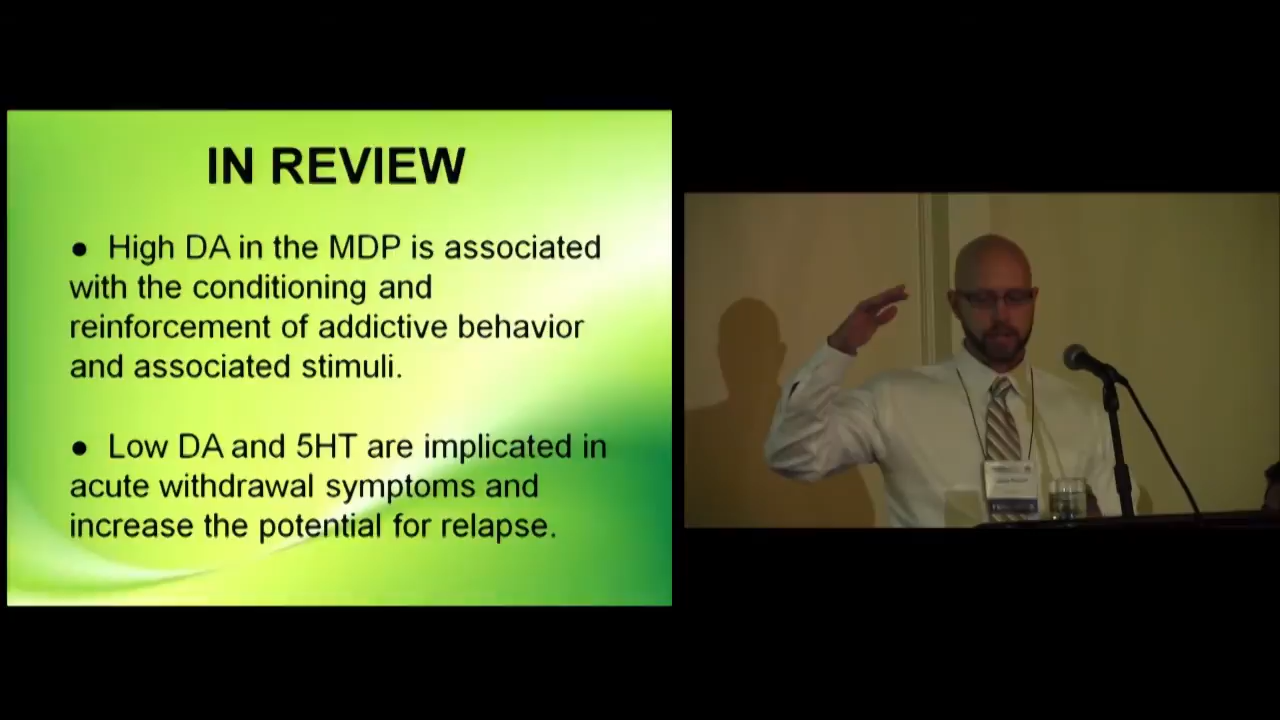 IN REVIEW
● High DA in the MDP is associated
with the conditioning and
reinforcement of addictive behavior
and associated stimuli.
● Low DA and 5HT are implicated in
acute withdrawal symptoms and
increase the potential for relapse.